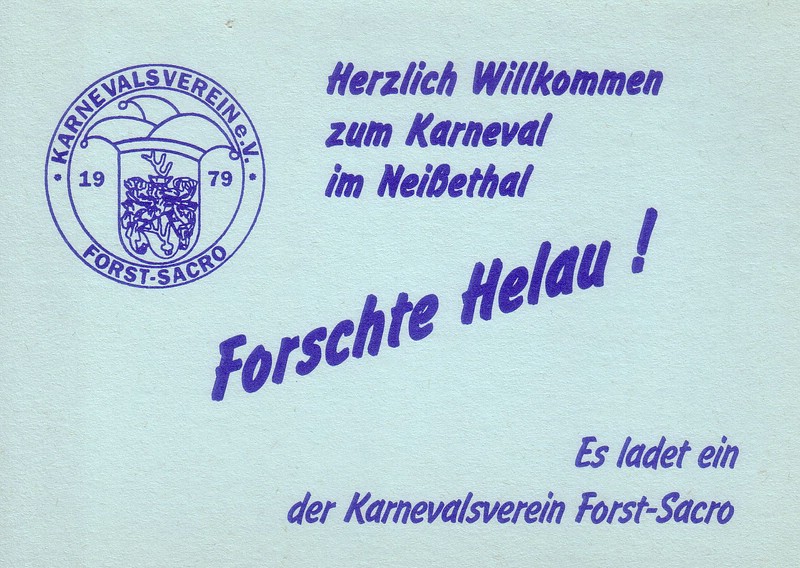 KARNEVALSVEREIN e.V.
19 79
FORST-SACRO
Herzlich Willkommen
zum Karneval
im Neißethal
Forschte Helau !
Es ladet ein
der Karnevalsverein Forst-Sacro